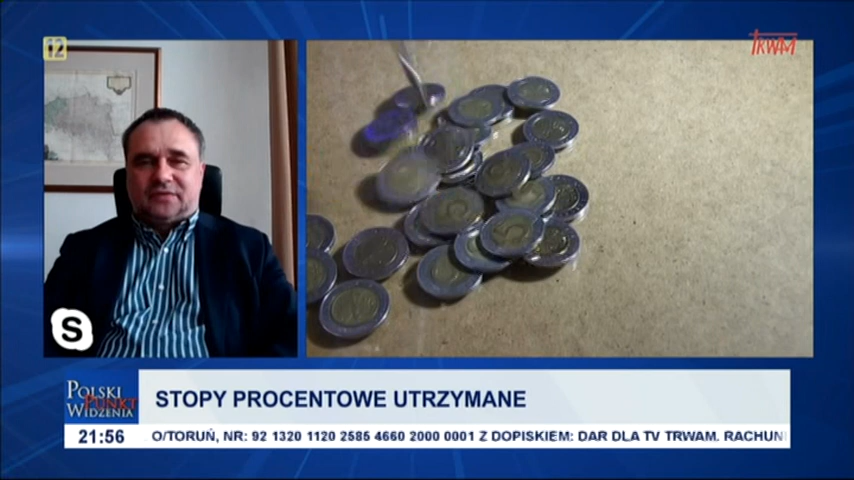 12
TRWAM
S
POLSKI
PUNKT
WIDZENIA
STOPY PROCENTOWE UTRZYMANE
21:56
O/TORUŃ, NR: 92 1320 1120 2585 4660 2000 0001 Z DOPISKIEM: DAR DLA TV TRWAM. RACHUN